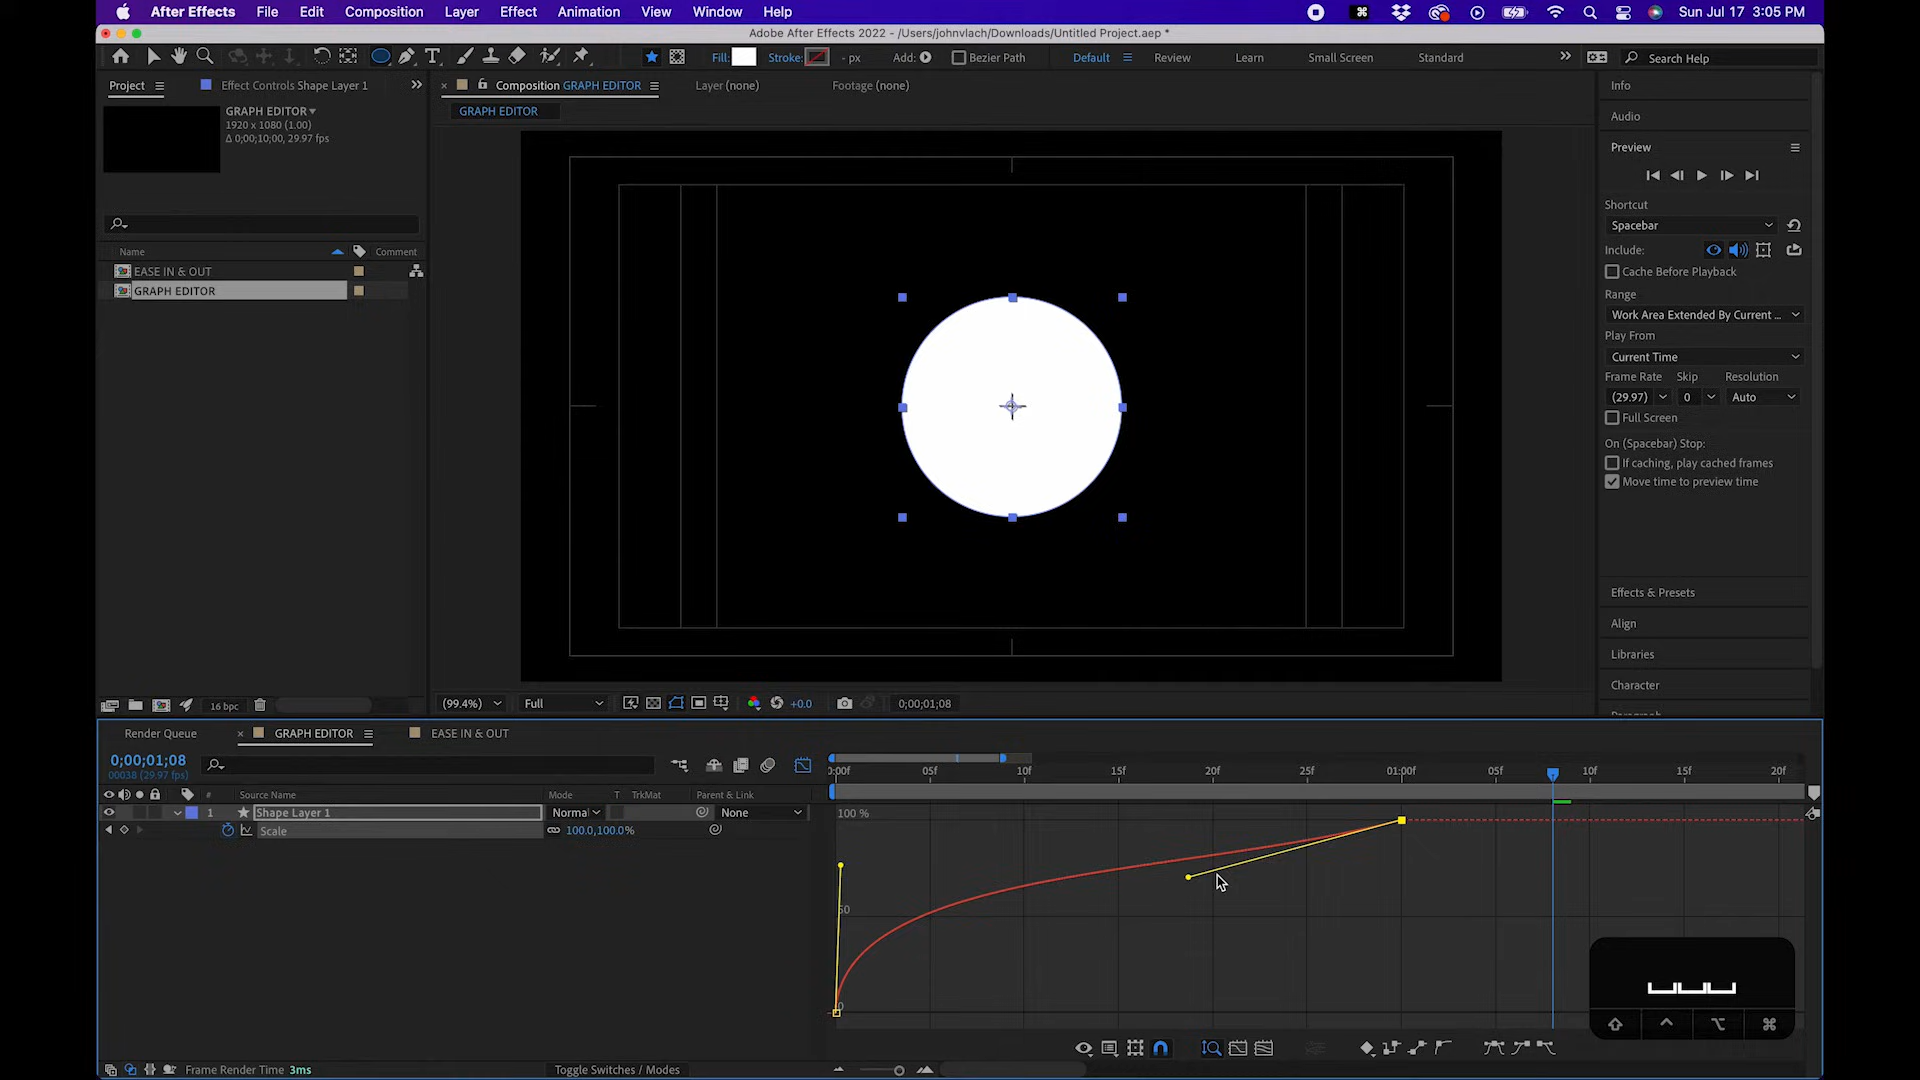 After Effects File Edit Composition Layer Effect Animation View Window Help Sun Jul 17 3:05 PM
Adobe After Effects 2022 - /Users/johnvlach/Downloads/Untitled Project.aep *
Fill: Stroke: - px Add: Bezier Path Default Review Learn Small Screen Standard Search Help
Project Effect Controls Shape Layer 1 Composition GRAPH EDITOR Layer (none) Footage (none) Info
GRAPH EDITOR
1920 x 1080 (1.00)
Δ 0;00;10;00, 29.97 fps
GRAPH EDITOR
Audio
Preview
Shortcut
Spacebar
Include:
Cache Before Playback
Range
Work Area Extended By Current ...
Play From
Current Time
Frame Rate Skip Resolution
(29.97) 0 Auto
Full Screen
On (Spacebar) Stop:
If caching, play cached frames
Move time to preview time
Effects & Presets
Align
Libraries
Character
Name Comment
EASE IN & OUT
GRAPH EDITOR
16 bpc
(99.4%) Full +0.0 0;00;01;08
Render Queue GRAPH EDITOR EASE IN & OUT
0;00;01;08
00038 (29.97 fps)
# Source Name Mode T TrkMat Parent & Link
1 Shape Layer 1 Normal None
Scale 100.0,100.0%
0:00f 05f 10f 15f 20f 25f 01:00f 05f 10f 15f 20f
100 %
50
0
Frame Render Time 3ms Toggle Switches / Modes